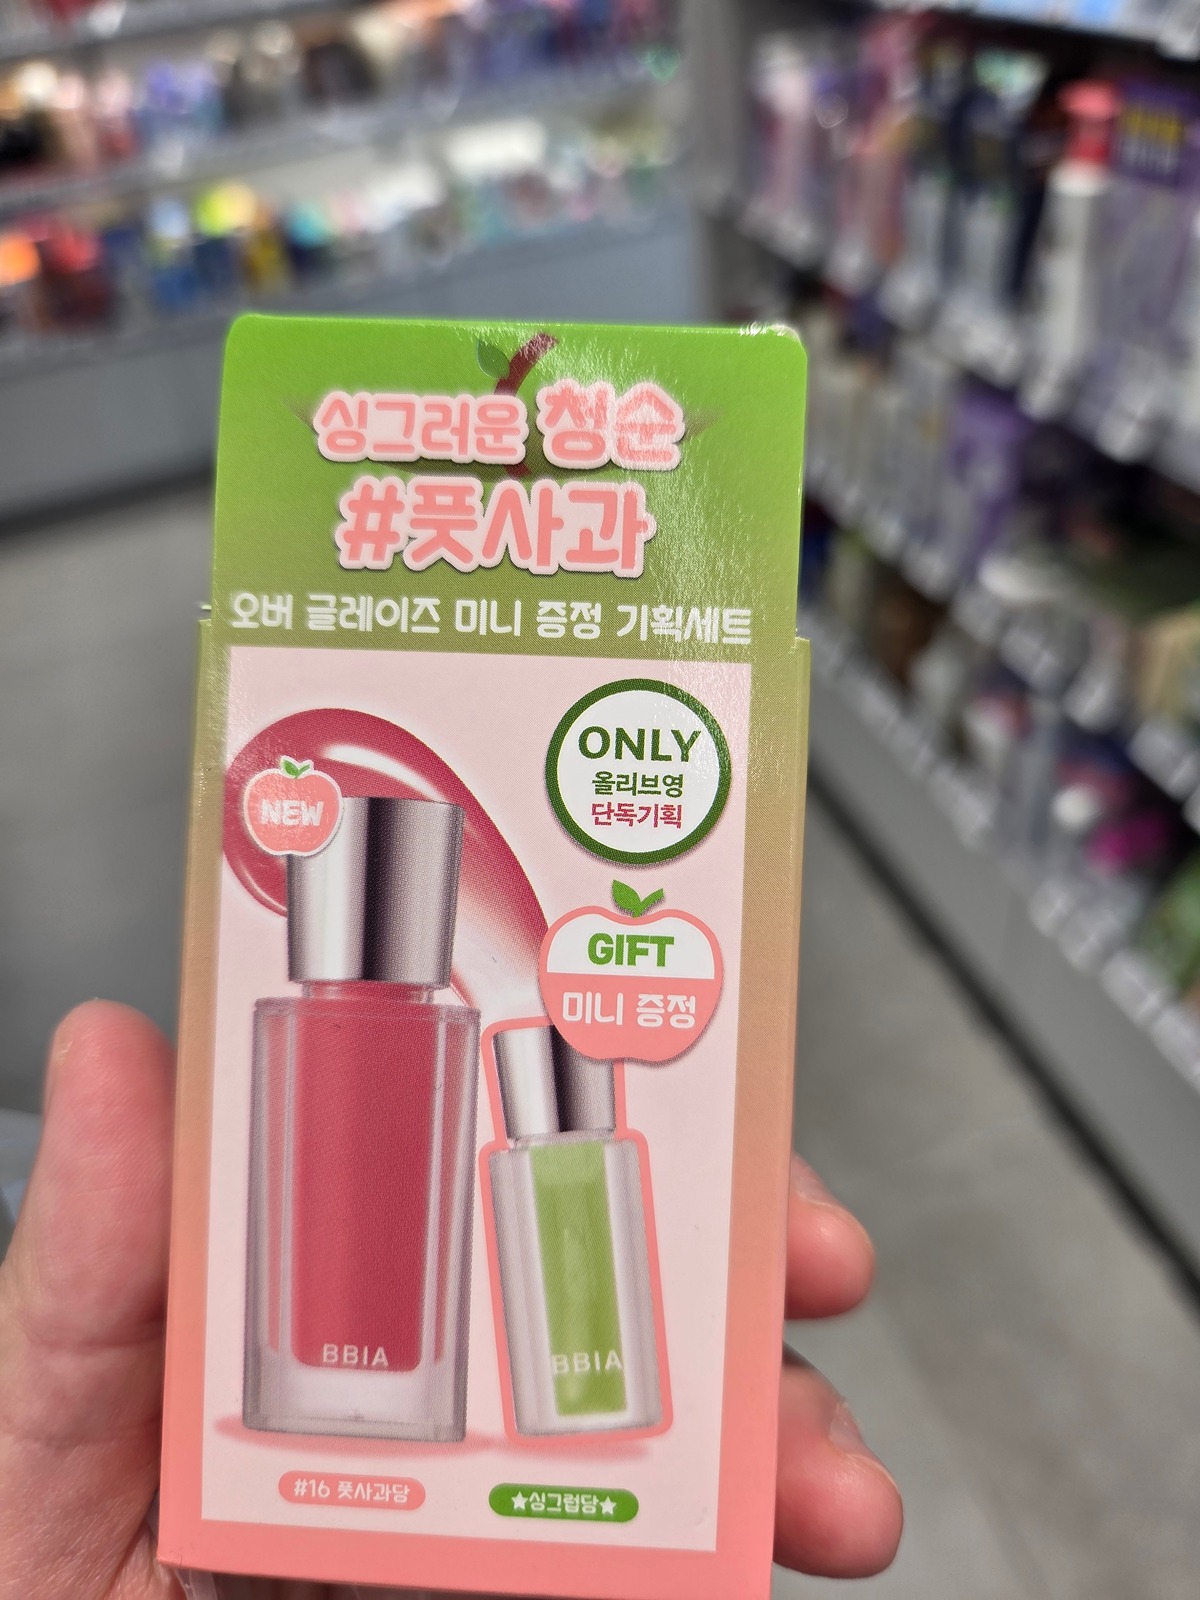 싱그러운 청순
#풋사과
오버 글레이즈 미니 증정 기획세트
ONLY
올리브영
단독기획
NEW
GIFT
미니 증정
BBIA
BBIA
#16 풋사과당
★싱그럽당★